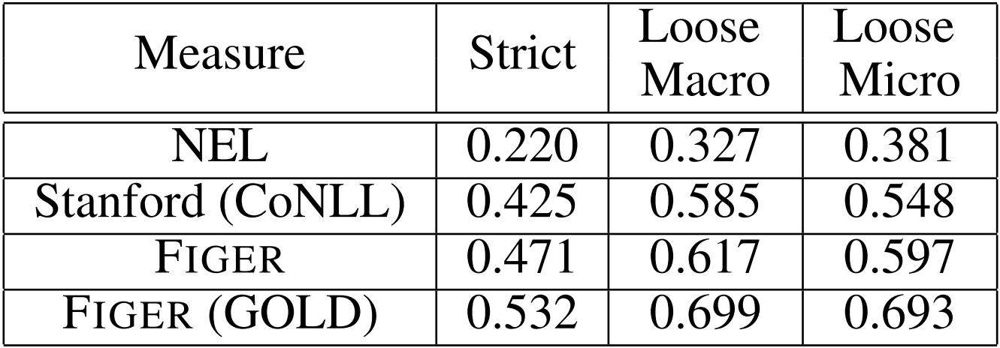 Measure Strict Loose Macro Loose Micro
NEL 0.220 0.327 0.381
Stanford (CoNLL) 0.425 0.585 0.548
FIGER 0.471 0.617 0.597
FIGER (GOLD) 0.532 0.699 0.693